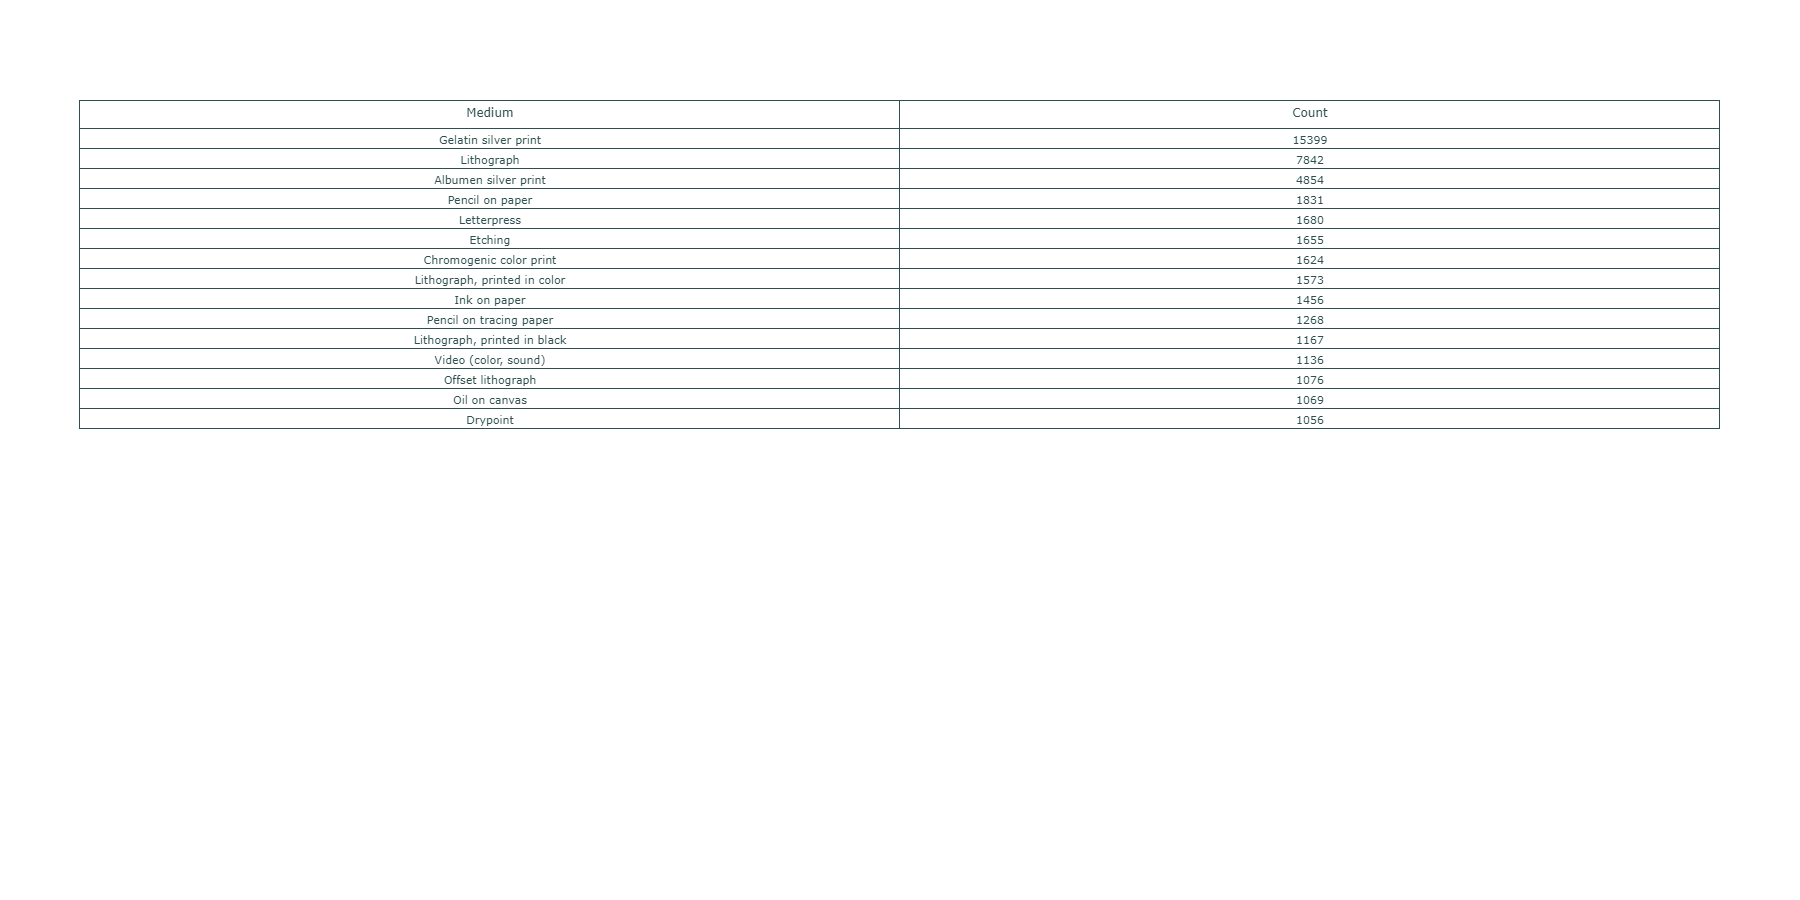 Medium Count
Gelatin silver print 15399
Lithograph 7842
Albumen silver print 4854
Pencil on paper 1831
Letterpress 1680
Etching 1655
Chromogenic color print 1624
Lithograph, printed in color 1573
Ink on paper 1456
Pencil on tracing paper 1268
Lithograph, printed in black 1167
Video (color, sound) 1136
Offset lithograph 1076
Oil on canvas 1069
Drypoint 1056